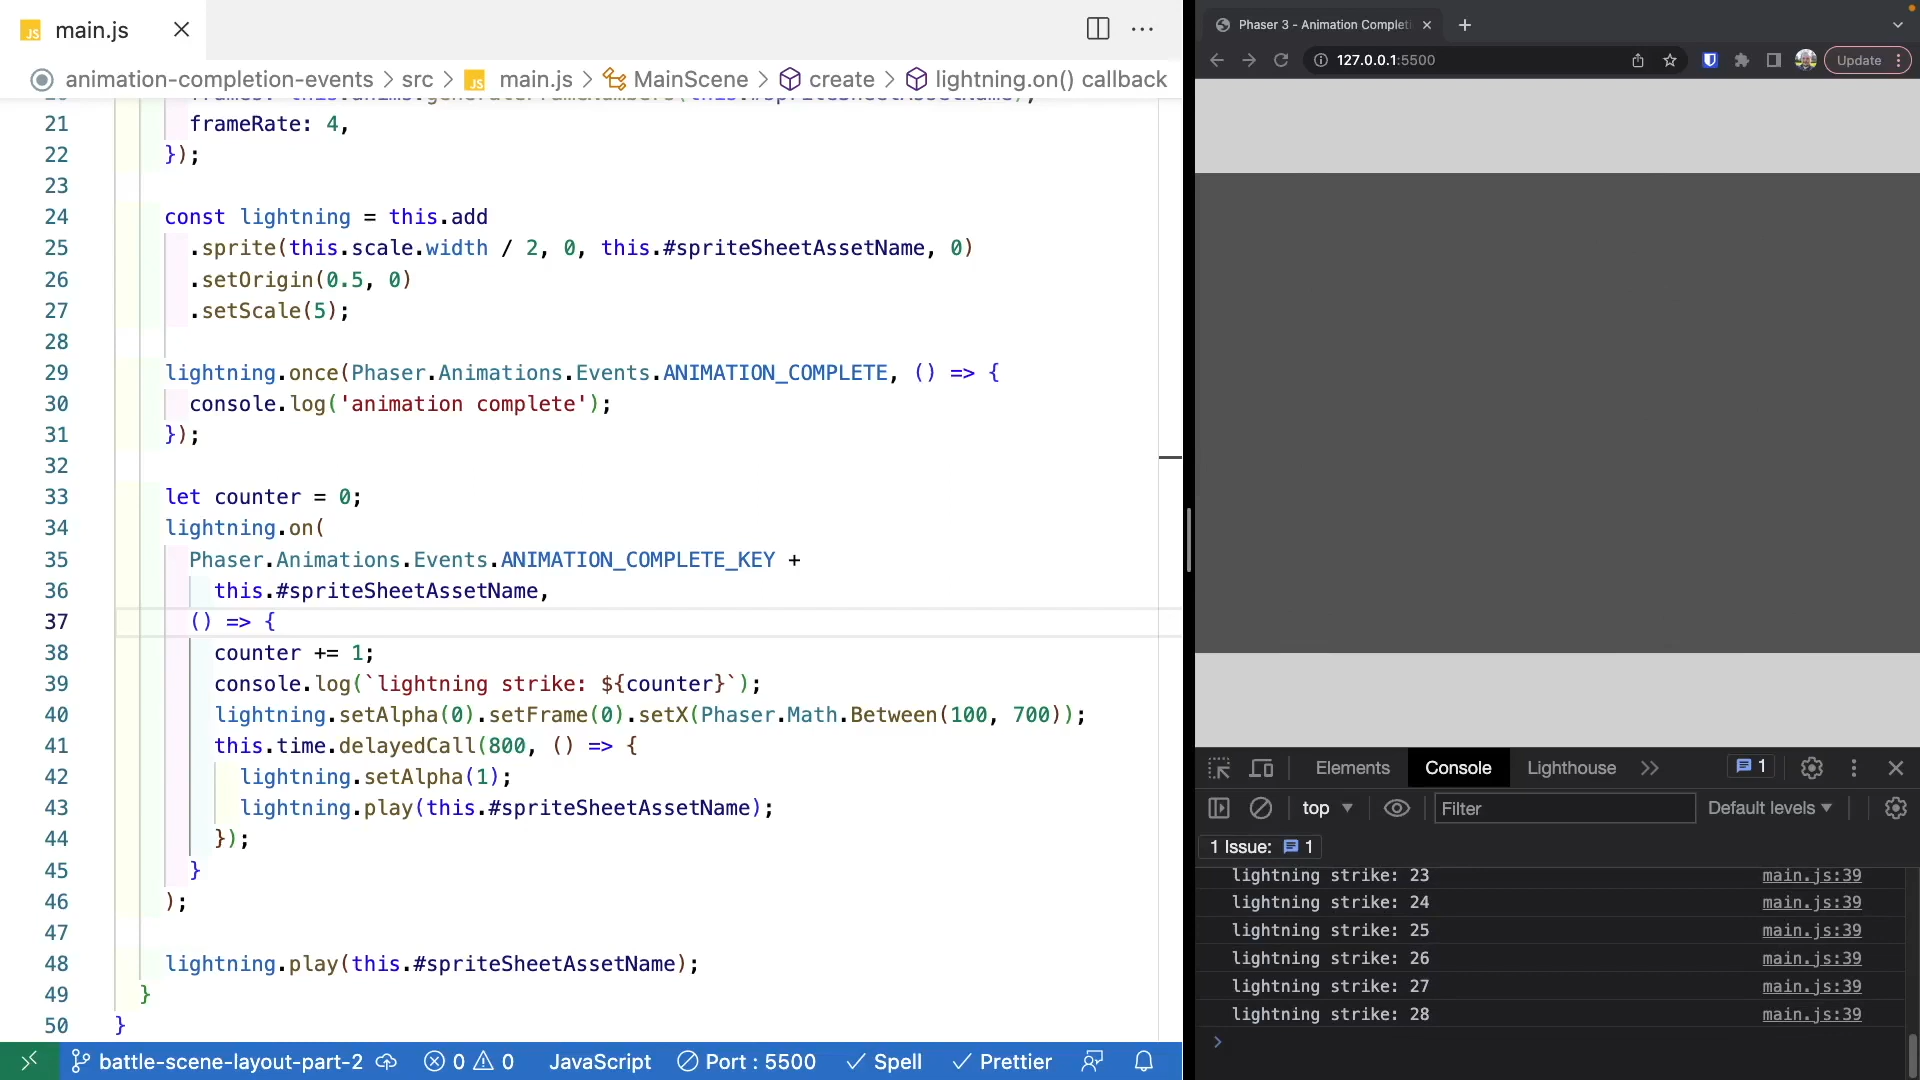 JS main.js
animation-completion-events > src > JS main.js > MainScene > create > lightning.on() callback
21 frameRate: 4,
22 });
23
24 const lightning = this.add
25 .sprite(this.scale.width / 2, 0, this.#spriteSheetAssetName, 0)
26 .setOrigin(0.5, 0)
27 .setScale(5);
28
29 lightning.once(Phaser.Animations.Events.ANIMATION_COMPLETE, () => {
30 console.log('animation complete');
31 });
32
33 let counter = 0;
34 lightning.on(
35 Phaser.Animations.Events.ANIMATION_COMPLETE_KEY +
36 this.#spriteSheetAssetName,
37 () => {
38 counter += 1;
39 console.log(`lightning strike: ${counter}`);
40 lightning.setAlpha(0).setFrame(0).setX(Phaser.Math.Between(100, 700));
41 this.time.delayedCall(800, () => {
42 lightning.setAlpha(1);
43 lightning.play(this.#spriteSheetAssetName);
44 });
45 }
46 );
47
48 lightning.play(this.#spriteSheetAssetName);
49 }
50 }
battle-scene-layout-part-2 0 0 JavaScript Port : 5500 Spell Prettier
Phaser 3 - Animation Complet
127.0.0.1:5500 Update
Elements Console Lighthouse 1
top Filter Default levels
1 Issue: 1
lightning strike: 23 main.js:39
lightning strike: 24 main.js:39
lightning strike: 25 main.js:39
lightning strike: 26 main.js:39
lightning strike: 27 main.js:39
lightning strike: 28 main.js:39